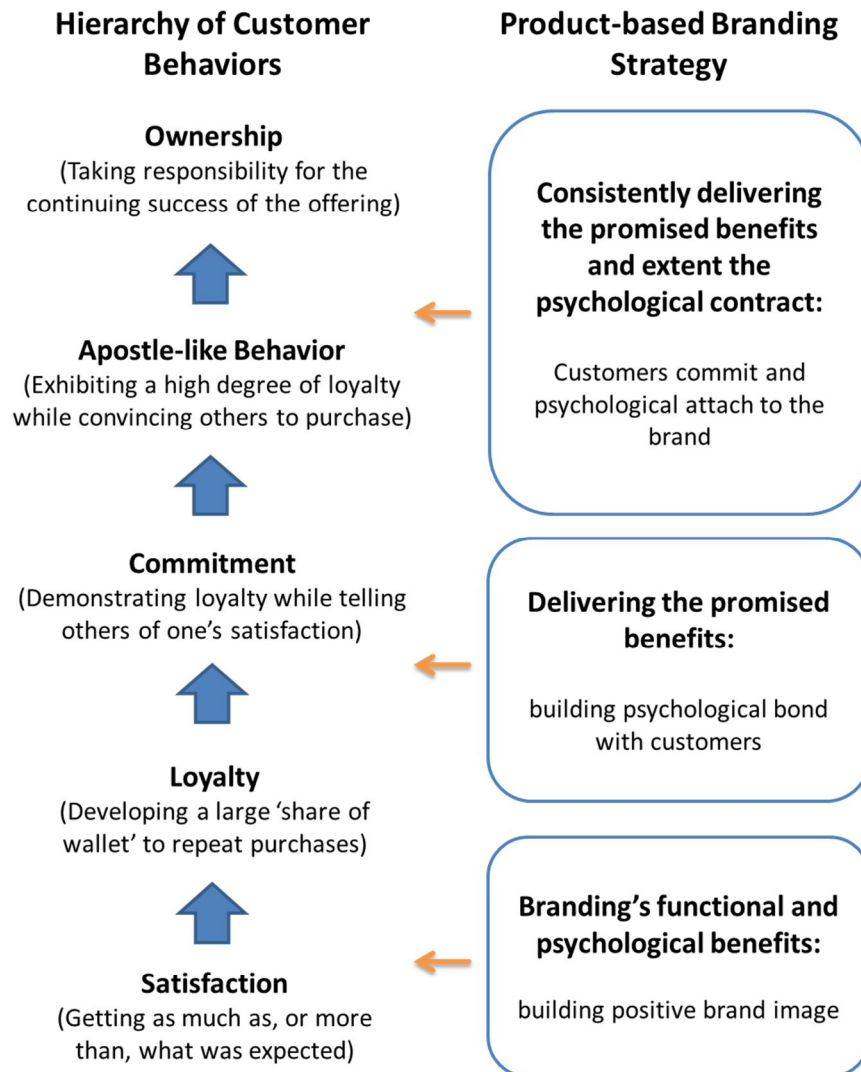 Hierarchy of Customer
Behaviors
Ownership
(Taking responsibility for the
continuing success of the offering)
Apostle-like Behavior
(Exhibiting a high degree of loyalty
while convincing others to purchase)
Commitment
(Demonstrating loyalty while telling
others of one’s satisfaction)
Loyalty
(Developing a large ‘share of
wallet’ to repeat purchases)
Satisfaction
(Getting as much as, or more
than, what was expected)
Product-based Branding
Strategy
Consistently delivering
the promised benefits
and extent the
psychological contract:
Customers commit and
psychological attach to the
brand
Delivering the promised
benefits:
building psychological bond
with customers
Branding’s functional and
psychological benefits:
building positive brand image